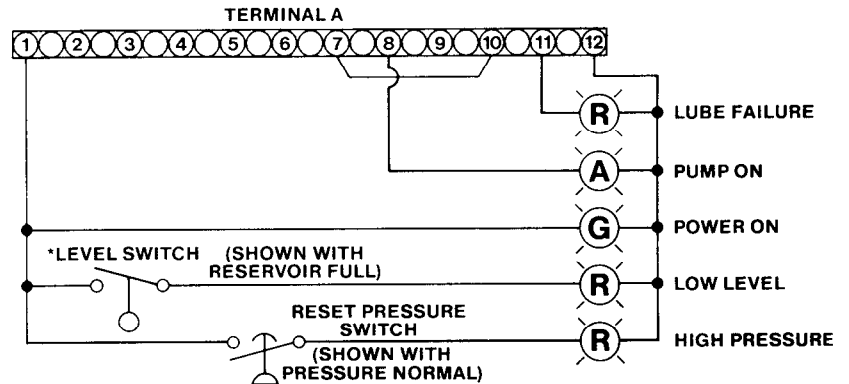 TERMINAL A
1 2 3 4 5 6 7 8 9 10 11 12
R LUBE FAILURE
A PUMP ON
G POWER ON
*LEVEL SWITCH (SHOWN WITH
RESERVOIR FULL)
R LOW LEVEL
RESET PRESSURE
SWITCH
R HIGH PRESSURE
(SHOWN WITH
PRESSURE NORMAL)